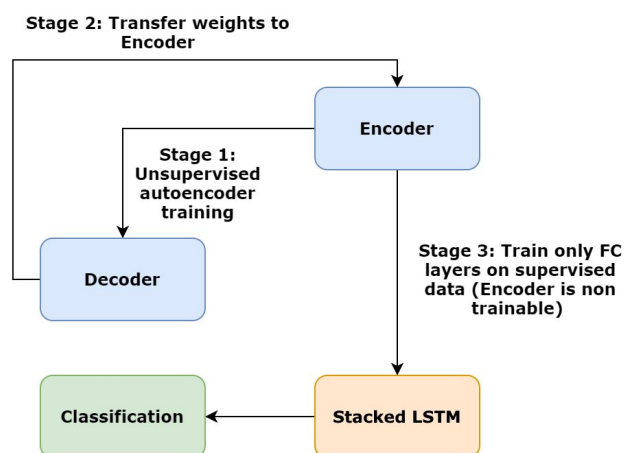 Stage 2: Transfer weights to
Encoder
Encoder
Stage 1:
Unsupervised
autoencoder
training
Decoder
Stage 3: Train only FC
layers on supervised
data (Encoder is non
trainable)
Classification
Stacked LSTM